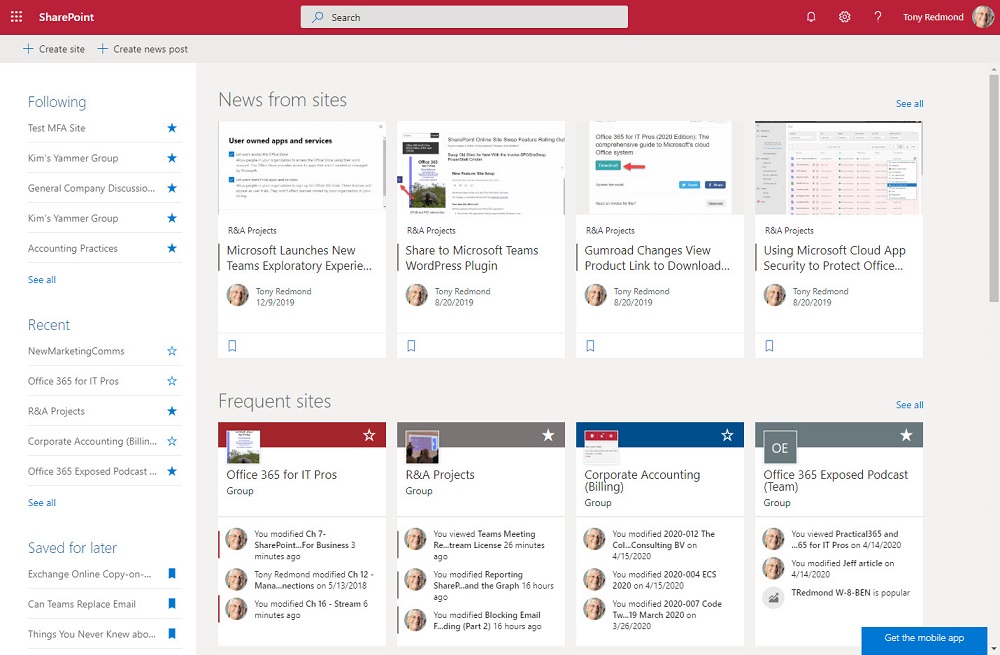 SharePoint
Search
Tony Redmond
Create site
Create news post
Following
Test MFA Site
Kim's Yammer Group
General Company Discussio...
Kim's Yammer Group
Accounting Practices
See all
Recent
NewMarketingComms
Office 365 for IT Pros
R&A Projects
Corporate Accounting (Billin...
Office 365 Exposed Podcast ...
See all
Saved for later
Exchange Online Copy-on-...
Can Teams Replace Email
Things You Never Knew abo...
News from sites
See all
User owned apps and services
R&A Projects
Microsoft Launches New
Teams Exploratory Experie...
Tony Redmond
12/9/2019
SharePoint Online Site Swap Feature Rolling Out
New Feature Site Swap
R&A Projects
Share to Microsoft Teams
WordPress Plugin
Tony Redmond
8/20/2019
Office 365 for IT Pros (2020 Edition): The
comprehensive guide to Microsoft's cloud
Office system
Download
R&A Projects
Gumroad Changes View
Product Link to Download...
Tony Redmond
8/20/2019
R&A Projects
Using Microsoft Cloud App
Security to Protect Office...
Tony Redmond
8/20/2019
Frequent sites
See all
Office 365 for IT Pros
Group
You modified Ch 7-
SharePoint...For Business 3
minutes ago
Tony Redmond modified Ch 12 -
Mana...nections on 5/13/2018
You modified Ch 16 - Stream 6
minutes ago
R&A Projects
Group
You viewed Teams Meeting
Re...tream License 26 minutes
ago
You modified Reporting
ShareP...and the Graph 16 hours
ago
You modified Blocking Email
F...ding (Part 2) 16 hours ago
Corporate Accounting
(Billing)
Group
You modified 2020-012 The
Col...Consulting BV on
4/15/2020
You modified 2020-004 ECS
2020 on 4/15/2020
You modified 2020-007 Code
Tw...19 March 2020 on
3/26/2020
OE
Office 365 Exposed Podcast
(Team)
Group
You viewed Practical365 and
...65 for IT Pros on 4/14/2020
You modified Jeff article on
4/14/2020
TRedmond W-8-BEN is popular
Get the mobile app